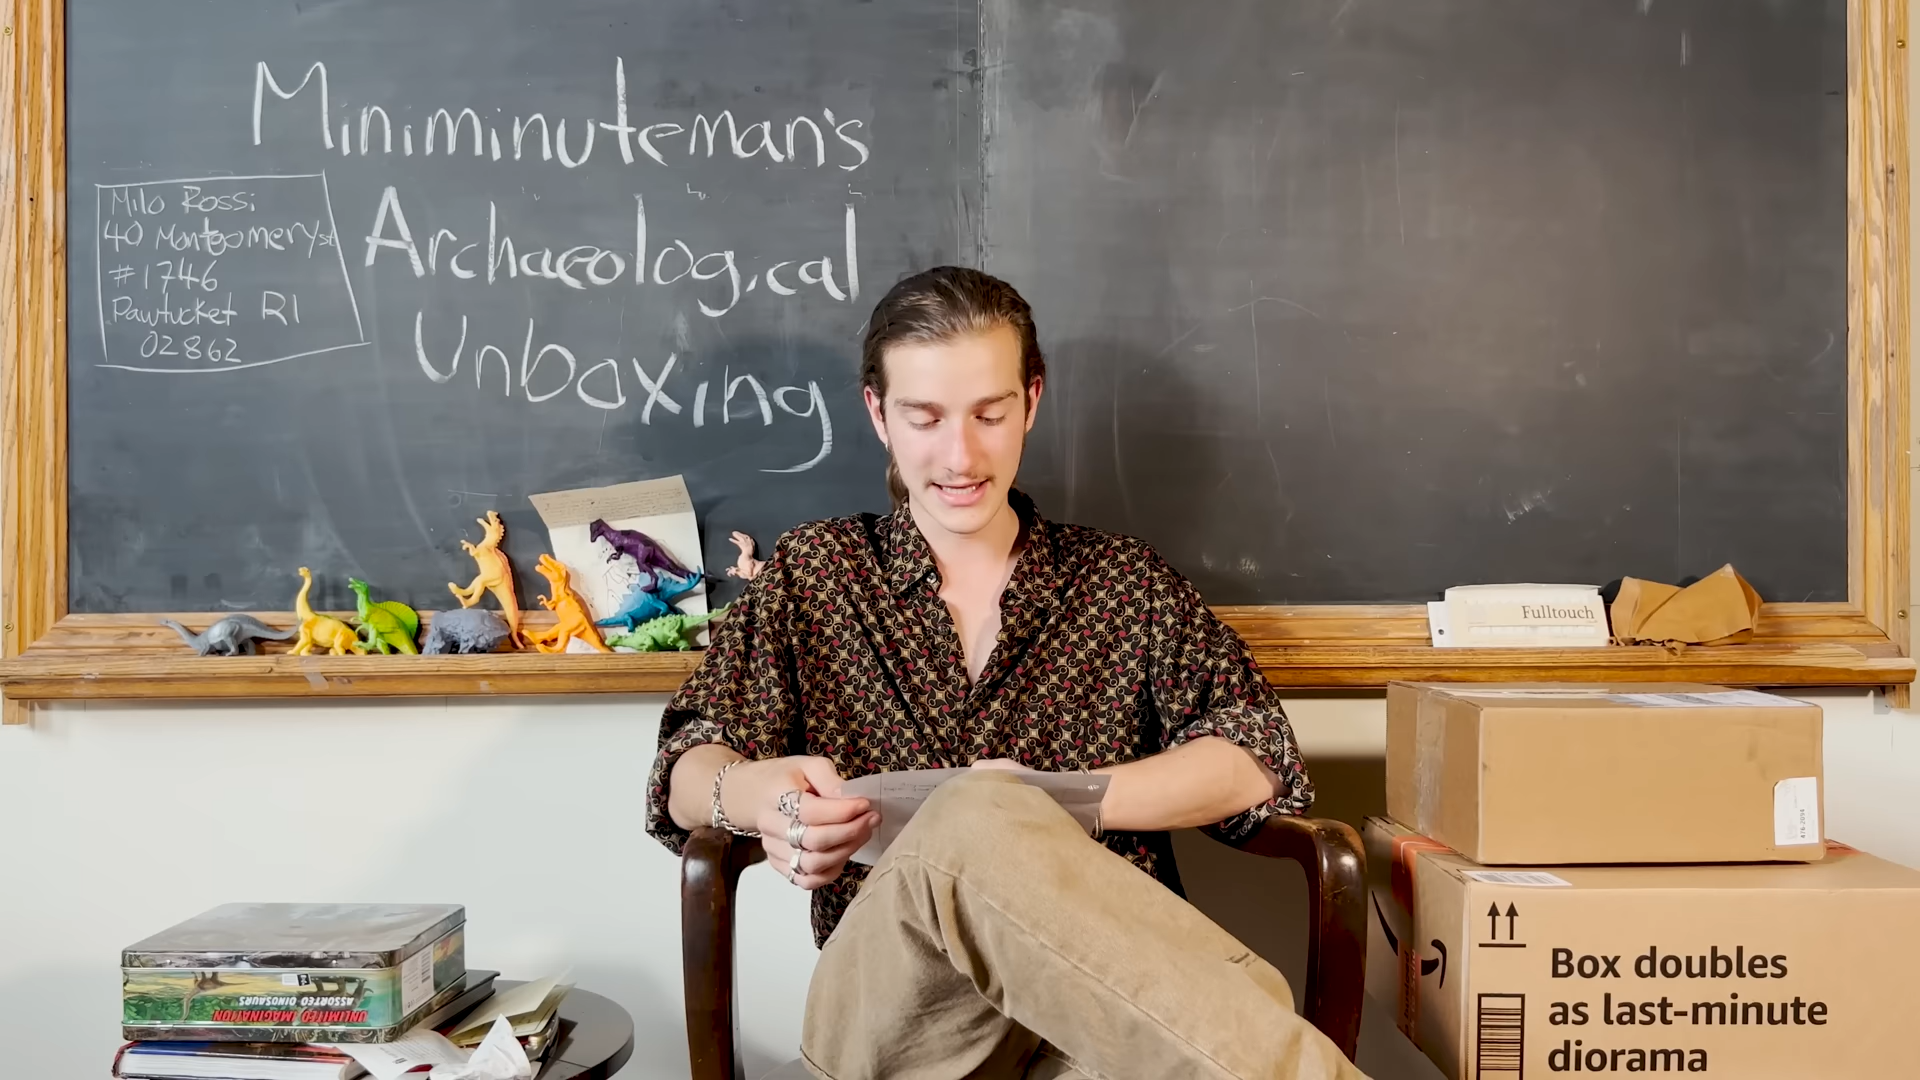 Miniminuteman's
Archaeological
Unboxing
Milo Rossi
40 Montgomery st
#1746
Pawtucket RI
02862
Fulltouch
UNLIMITED IMAGINATION
ASSORTED DINOSAURS
Box doubles
as last-minute
diorama